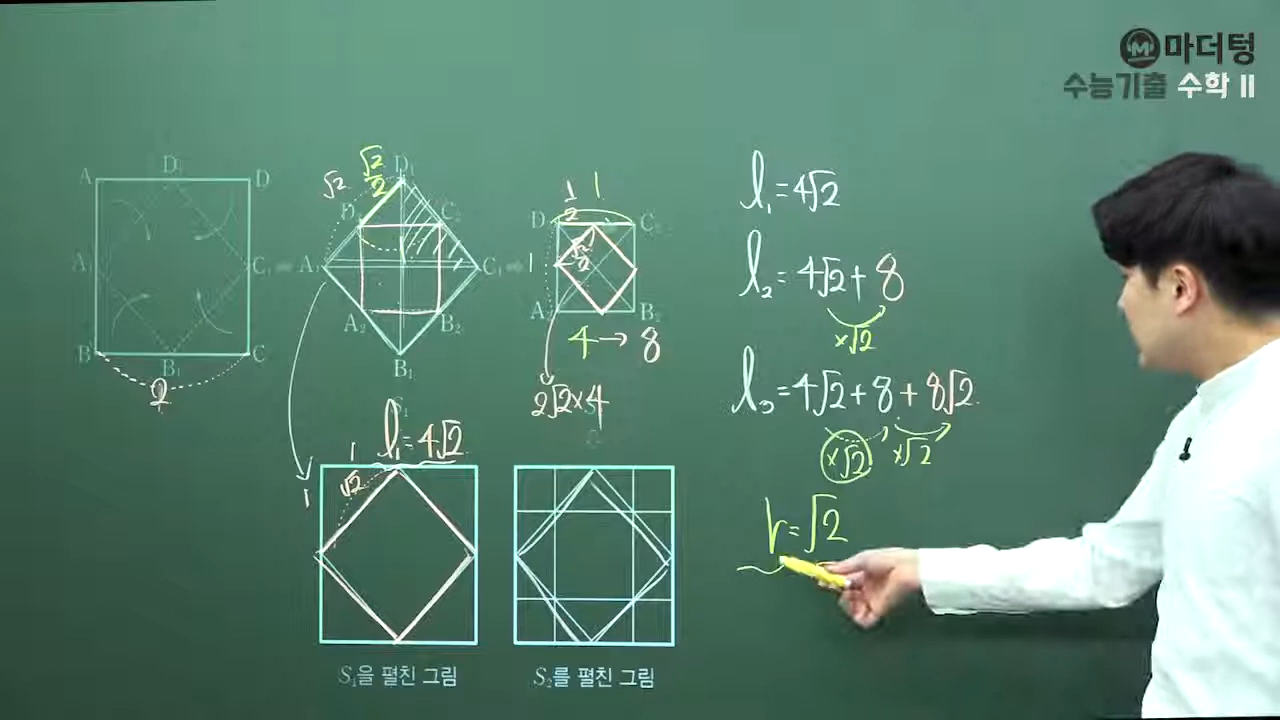 마더텅
수능기출 수학 II
A D₁ D
A₁ C₁
B B₁ C
2
√2 √2/2 D₁
D₂ C₂
A₁ C₁
A₂ B₂
B₁
1/2 1
D C₂
1 √2/2
A₂ B₂
4 → 8
2√2×4
S₁
l₁=4√2
1
√2
1
S₁을 펼친 그림
S₂를 펼친 그림
l₁=4√2
l₂=4√2+8
×√2
l₃=4√2+8+8√2
×√2 ×√2
r=√2